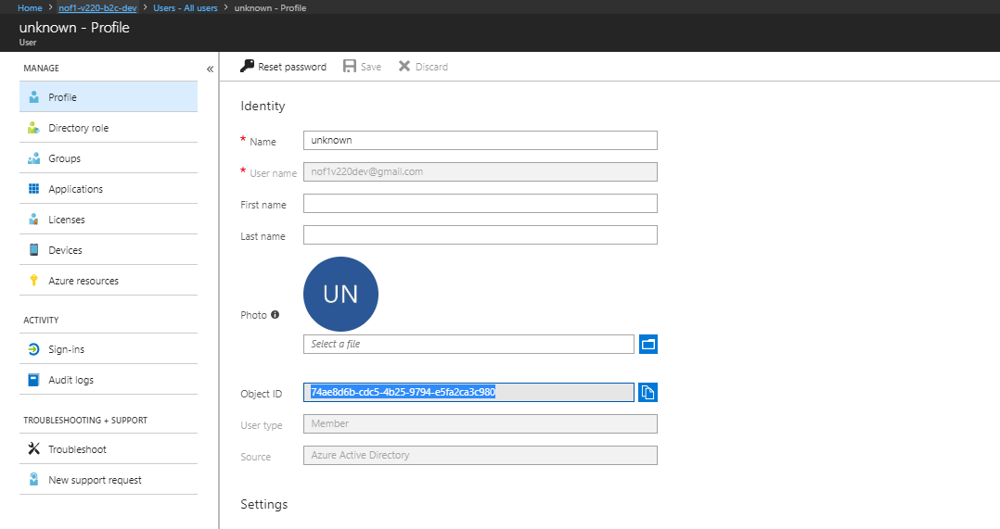 Home > nof1-v220-b2c-dev > Users - All users > unknown - Profile
unknown - Profile
User
MANAGE
«
Profile
Directory role
Groups
Applications
Licenses
Devices
Azure resources
ACTIVITY
Sign-ins
Audit logs
TROUBLESHOOTING + SUPPORT
Troubleshoot
New support request
Reset password Save Discard
Identity
* Name unknown
* User name nof1v220dev@gmail.com
First name
Last name
UN
Photo
Select a file
Object ID 74ae8d6b-cdc5-4b25-9794-e5fa2ca3c980
User type Member
Source Azure Active Directory
Settings